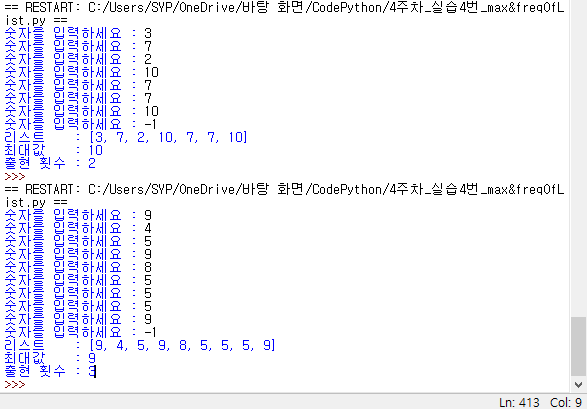 == RESTART: C:/Users/SYP/OneDrive/바탕 화면/CodePython/4주차_실습4번_max&freqOfL
ist.py ==
숫자를 입력하세요 : 3
숫자를 입력하세요 : 7
숫자를 입력하세요 : 2
숫자를 입력하세요 : 10
숫자를 입력하세요 : 7
숫자를 입력하세요 : 7
숫자를 입력하세요 : 10
숫자를 입력하세요 : -1
리스트    : [3, 7, 2, 10, 7, 7, 10]
최대값    : 10
출현 횟수 : 2
>>>
== RESTART: C:/Users/SYP/OneDrive/바탕 화면/CodePython/4주차_실습4번_max&freqOfL
ist.py ==
숫자를 입력하세요 : 9
숫자를 입력하세요 : 4
숫자를 입력하세요 : 5
숫자를 입력하세요 : 9
숫자를 입력하세요 : 8
숫자를 입력하세요 : 5
숫자를 입력하세요 : 5
숫자를 입력하세요 : 5
숫자를 입력하세요 : 9
숫자를 입력하세요 : -1
리스트    : [9, 4, 5, 9, 8, 5, 5, 5, 9]
최대값    : 9
출현 횟수 : 3
>>>
Ln: 413 Col: 9